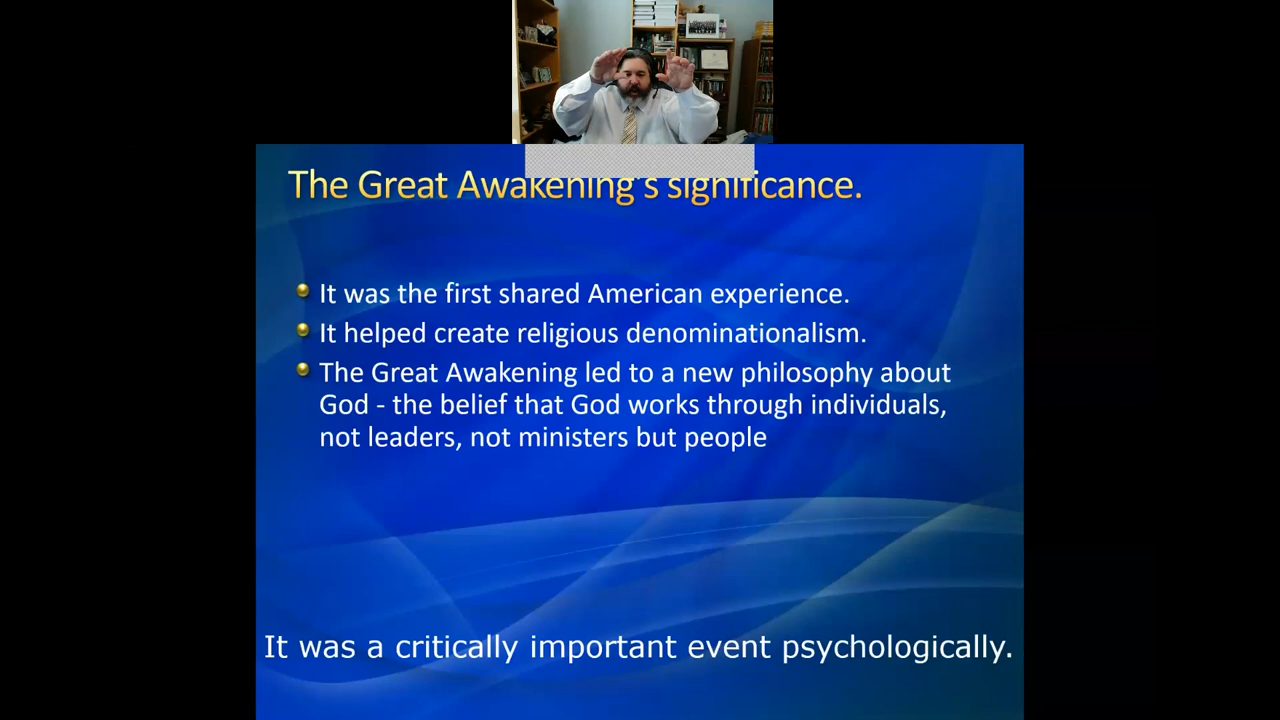 The Great Awakening's significance.
It was the first shared American experience.
It helped create religious denominationalism.
The Great Awakening led to a new philosophy about
God - the belief that God works through individuals,
not leaders, not ministers but people
It was a critically important event psychologically.